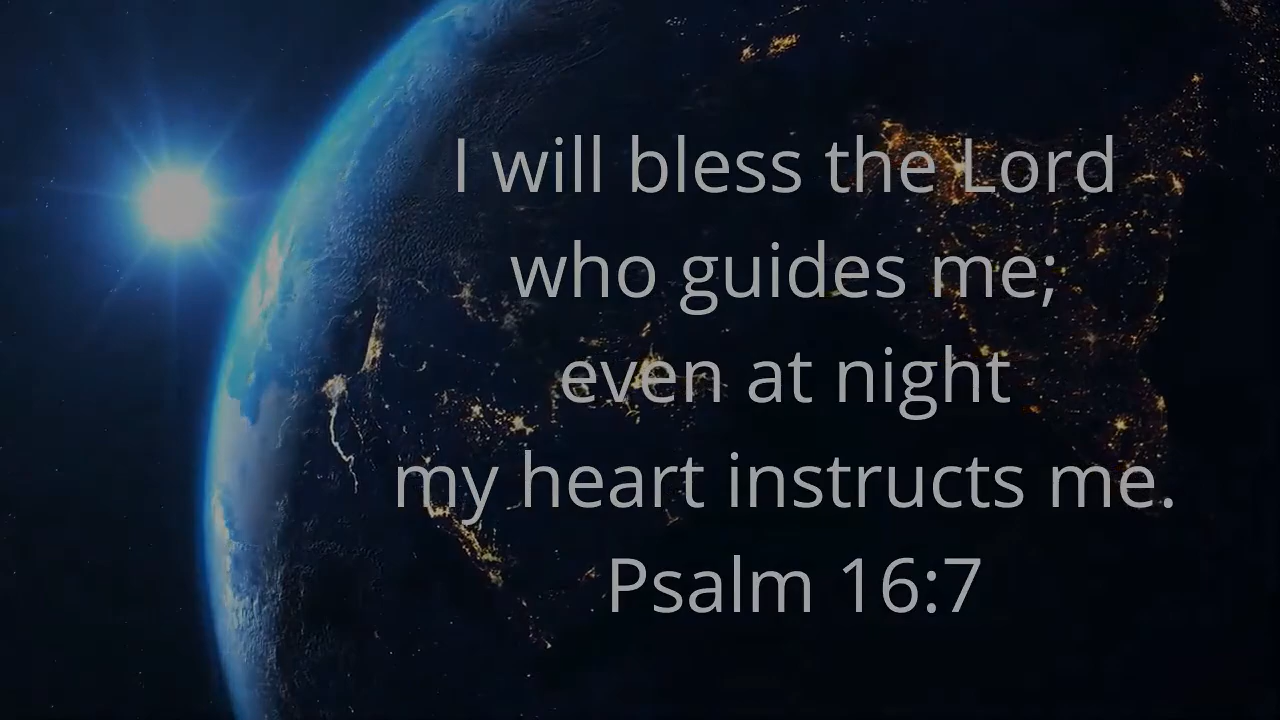 I will bless the Lord
who guides me;
even at night
my heart instructs me.
Psalm 16:7